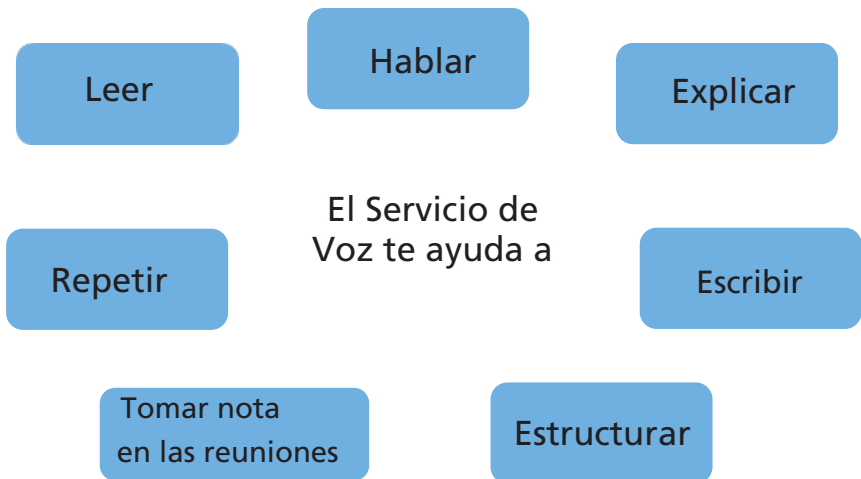 Hablar
Leer
Explicar
El Servicio de
Voz te ayuda a
Repetir
Escribir
Tomar nota
en las reuniones
Estructurar